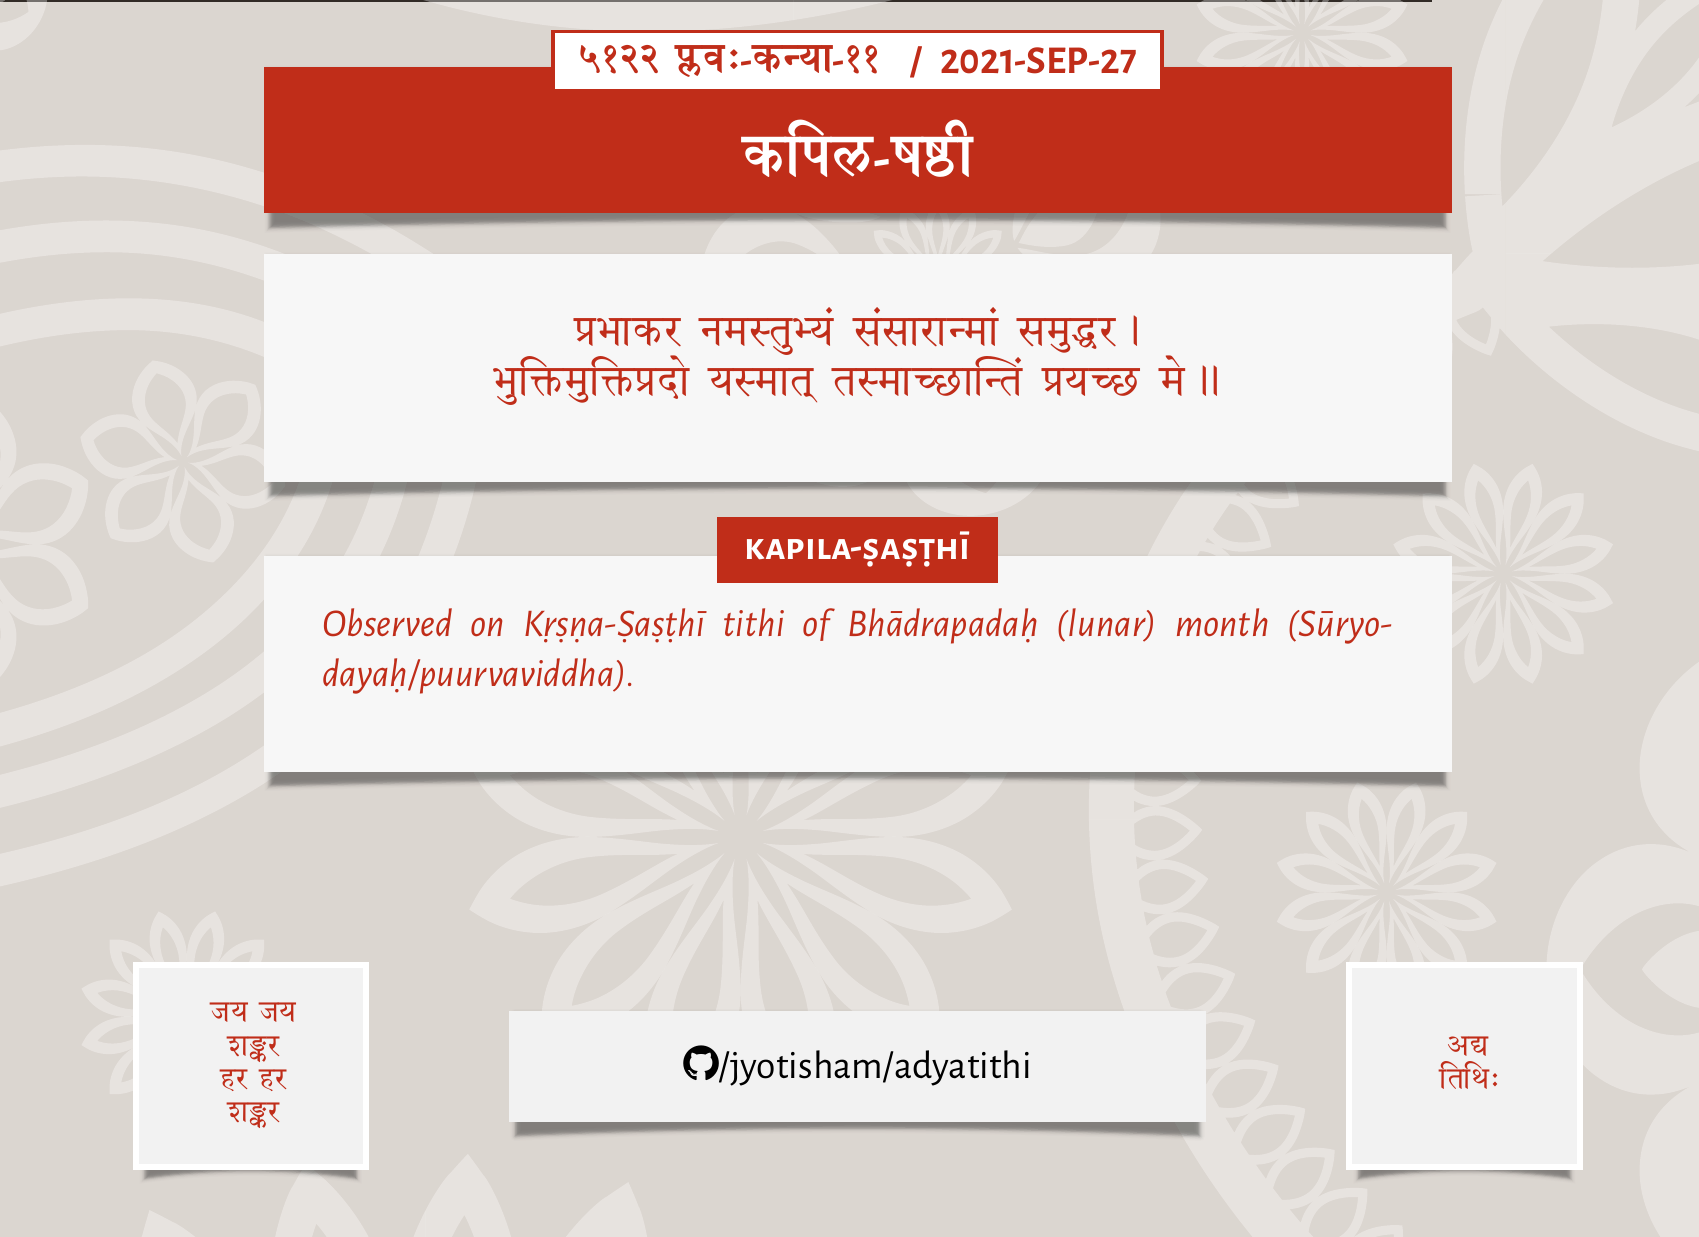 ५१२२ प्लवः-कन्या-११ / 2021-SEP-27
कपिल-षष्ठी
प्रभाकर नमस्तुभ्यं संसारान्मां समुद्धर।
भुक्तिमुक्तिप्रदो यस्मात् तस्माच्छान्तिं प्रयच्छ मे॥
KAPILA-ṢAṢṬHĪ
Observed on Kṛṣṇa-Ṣaṣṭhī tithi of Bhādrapadaḥ (lunar) month (Sūryo-
dayaḥ/puurvaviddha).
जय जय
शङ्कर
हर हर
शङ्कर
/jyotisham/adyatithi
अद्य
तिथिः